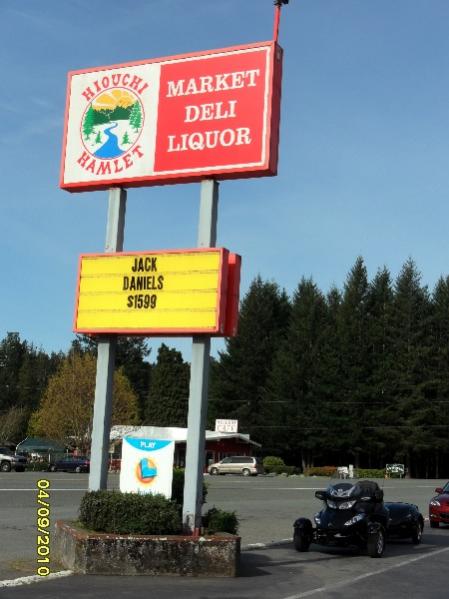 HIOUCHI
HAMLET
MARKET
DELI
LIQUOR
JACK
DANIELS
$1599
PLAY
04/09/2010